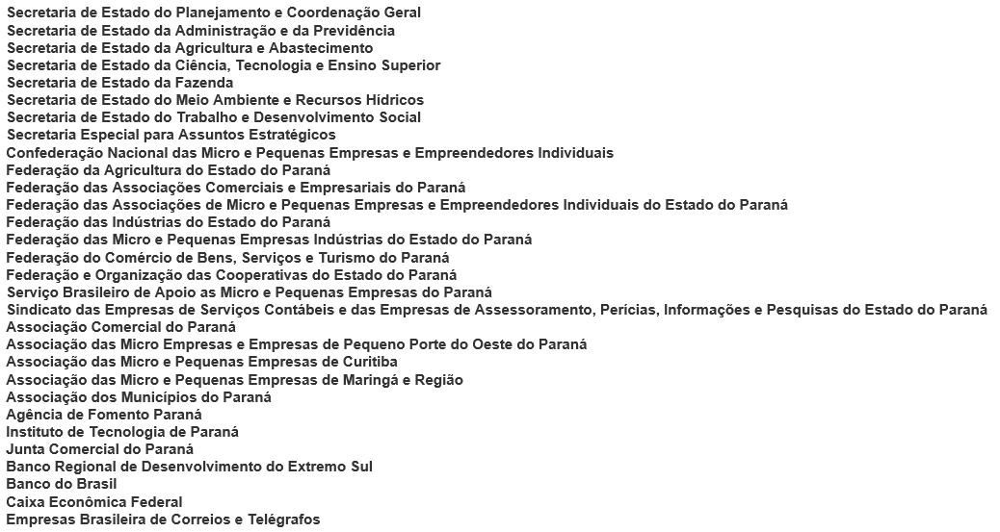 Secretaria de Estado do Planejamento e Coordenação Geral
Secretaria de Estado da Administração e da Previdência
Secretaria de Estado da Agricultura e Abastecimento
Secretaria de Estado da Ciência, Tecnologia e Ensino Superior
Secretaria de Estado da Fazenda
Secretaria de Estado do Meio Ambiente e Recursos Hídricos
Secretaria de Estado do Trabalho e Desenvolvimento Social
Secretaria Especial para Assuntos Estratégicos
Confederação Nacional das Micro e Pequenas Empresas e Empreendedores Individuais
Federação da Agricultura do Estado do Paraná
Federação das Associações Comerciais e Empresariais do Paraná
Federação das Associações de Micro e Pequenas Empresas e Empreendedores Individuais do Estado do Paraná
Federação das Indústrias do Estado do Paraná
Federação das Micro e Pequenas Empresas Indústrias do Estado do Paraná
Federação do Comércio de Bens, Serviços e Turismo do Paraná
Federação e Organização das Cooperativas do Estado do Paraná
Serviço Brasileiro de Apoio as Micro e Pequenas Empresas do Paraná
Sindicato das Empresas de Serviços Contábeis e das Empresas de Assessoramento, Perícias, Informações e Pesquisas do Estado do Paraná
Associação Comercial do Paraná
Associação das Micro Empresas e Empresas de Pequeno Porte do Oeste do Paraná
Associação das Micro e Pequenas Empresas de Curitiba
Associação das Micro e Pequenas Empresas de Maringá e Região
Associação dos Municípios do Paraná
Agência de Fomento Paraná
Instituto de Tecnologia de Paraná
Junta Comercial do Paraná
Banco Regional de Desenvolvimento do Extremo Sul
Banco do Brasil
Caixa Econômica Federal
Empresas Brasileira de Correios e Telégrafos